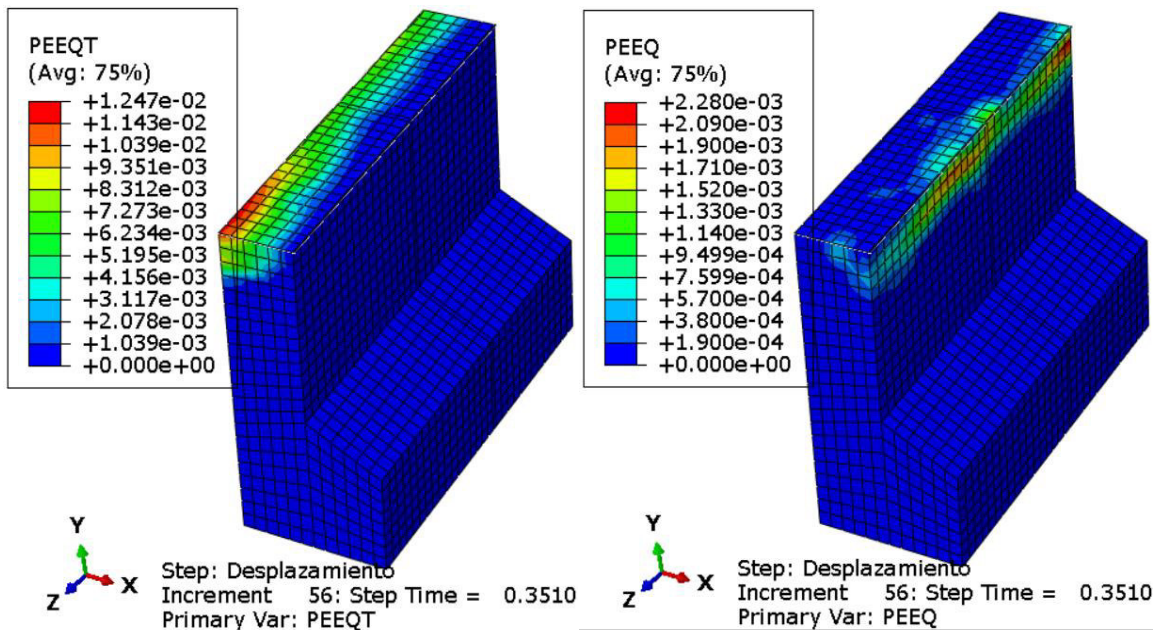 PEEQT
(Avg: 75%)
+1.247e-02
+1.143e-02
+1.039e-02
+9.351e-03
+8.312e-03
+7.273e-03
+6.234e-03
+5.195e-03
+4.156e-03
+3.117e-03
+2.078e-03
+1.039e-03
+0.000e+00
Y
X
Z
Step: Desplazamiento
Increment 56: Step Time = 0.3510
Primary Var: PEEQT
PEEQ
(Avg: 75%)
+2.280e-03
+2.090e-03
+1.900e-03
+1.710e-03
+1.520e-03
+1.330e-03
+1.140e-03
+9.499e-04
+7.599e-04
+5.700e-04
+3.800e-04
+1.900e-04
+0.000e+00
Y
X
Z
Step: Desplazamiento
Increment 56: Step Time = 0.3510
Primary Var: PEEQ